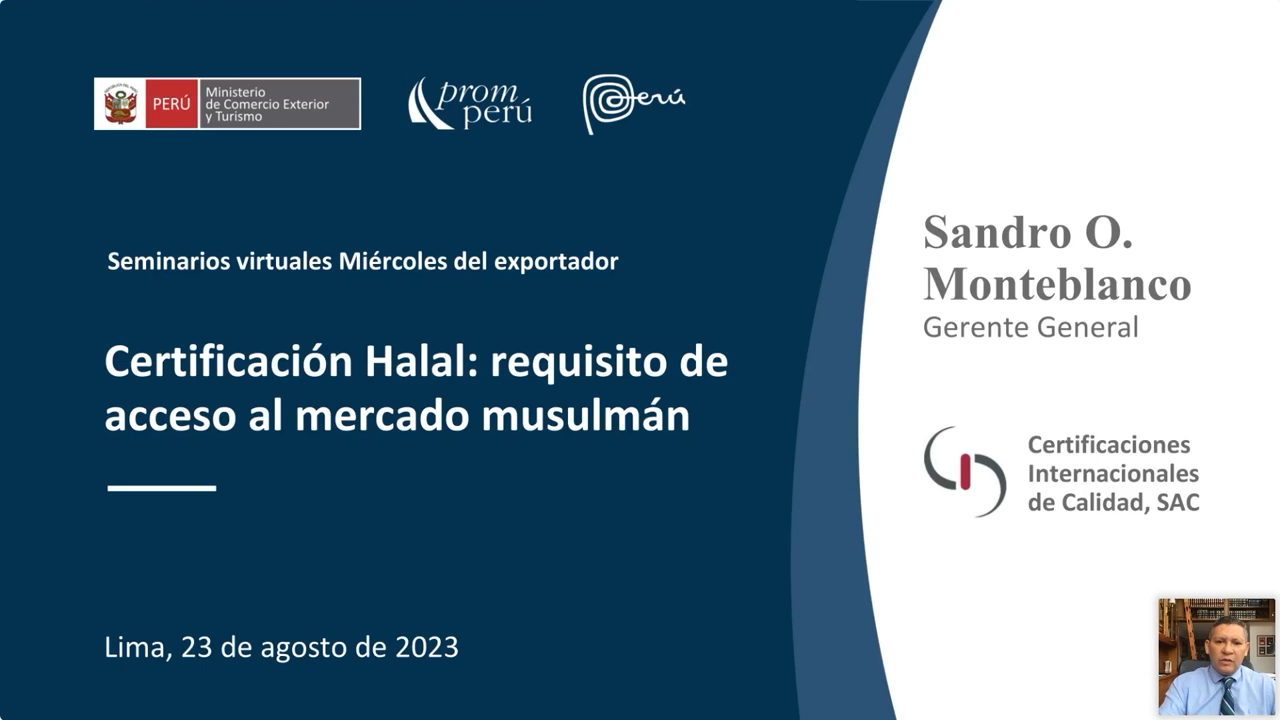 PERÚ
Ministerio
de Comercio Exterior
y Turismo
prom
perú
Perú
Seminarios virtuales Miércoles del exportador
Certificación Halal: requisito de
acceso al mercado musulmán
Lima, 23 de agosto de 2023
Sandro O.
Monteblanco
Gerente General
Certificaciones
Internacionales
de Calidad, SAC